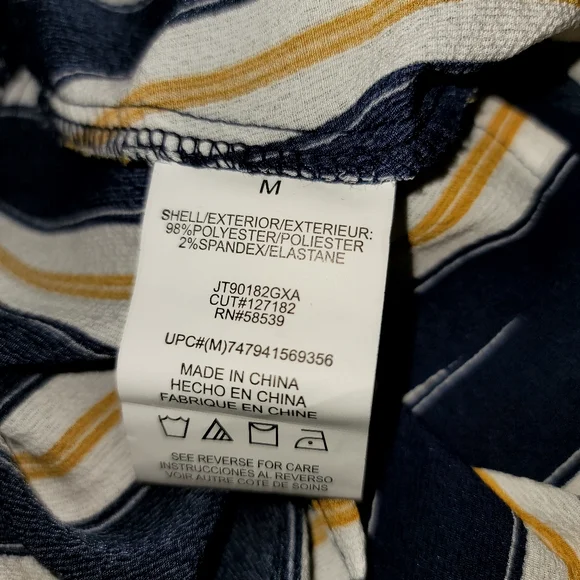 M
SHELL/EXTERIOR/EXTERIEUR:
98%POLYESTER/POLIESTER
2%SPANDEX/ELASTANE
JT90182GXA
CUT#127182
RN#58539
UPC#(M)747941569356
MADE IN CHINA
HECHO EN CHINA
FABRIQUE EN CHINE
SEE REVERSE FOR CARE
INSTRUCCIONES AL REVERSO
VOIR AUTRE COTE DE SOINS